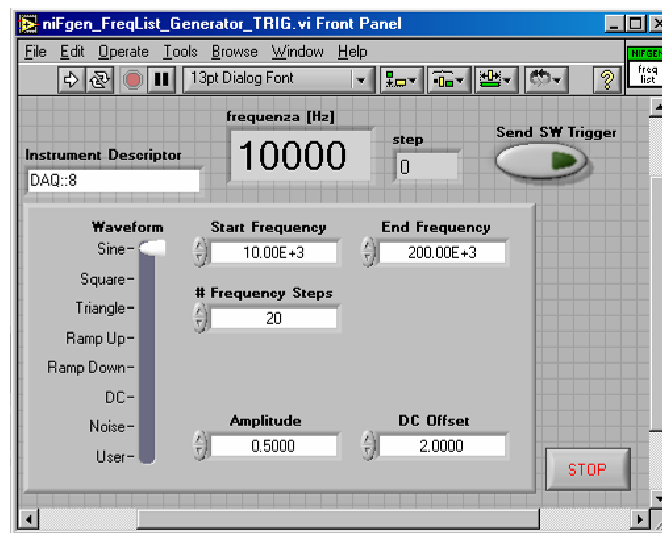 niFgen_FreqList_Generator_TRIG.vi Front Panel
File Edit Operate Tools Browse Window Help
NIFGEN
freq
list
13pt Dialog Font
frequenza [Hz]
10000
step
0
Send SW Trigger
Instrument Descriptor
DAQ::8
Waveform
Sine
Square
Triangle
Ramp Up
Ramp Down
DC
Noise
User
Start Frequency
10.00E+3
End Frequency
200.00E+3
# Frequency Steps
20
Amplitude
0.5000
DC Offset
2.0000
STOP